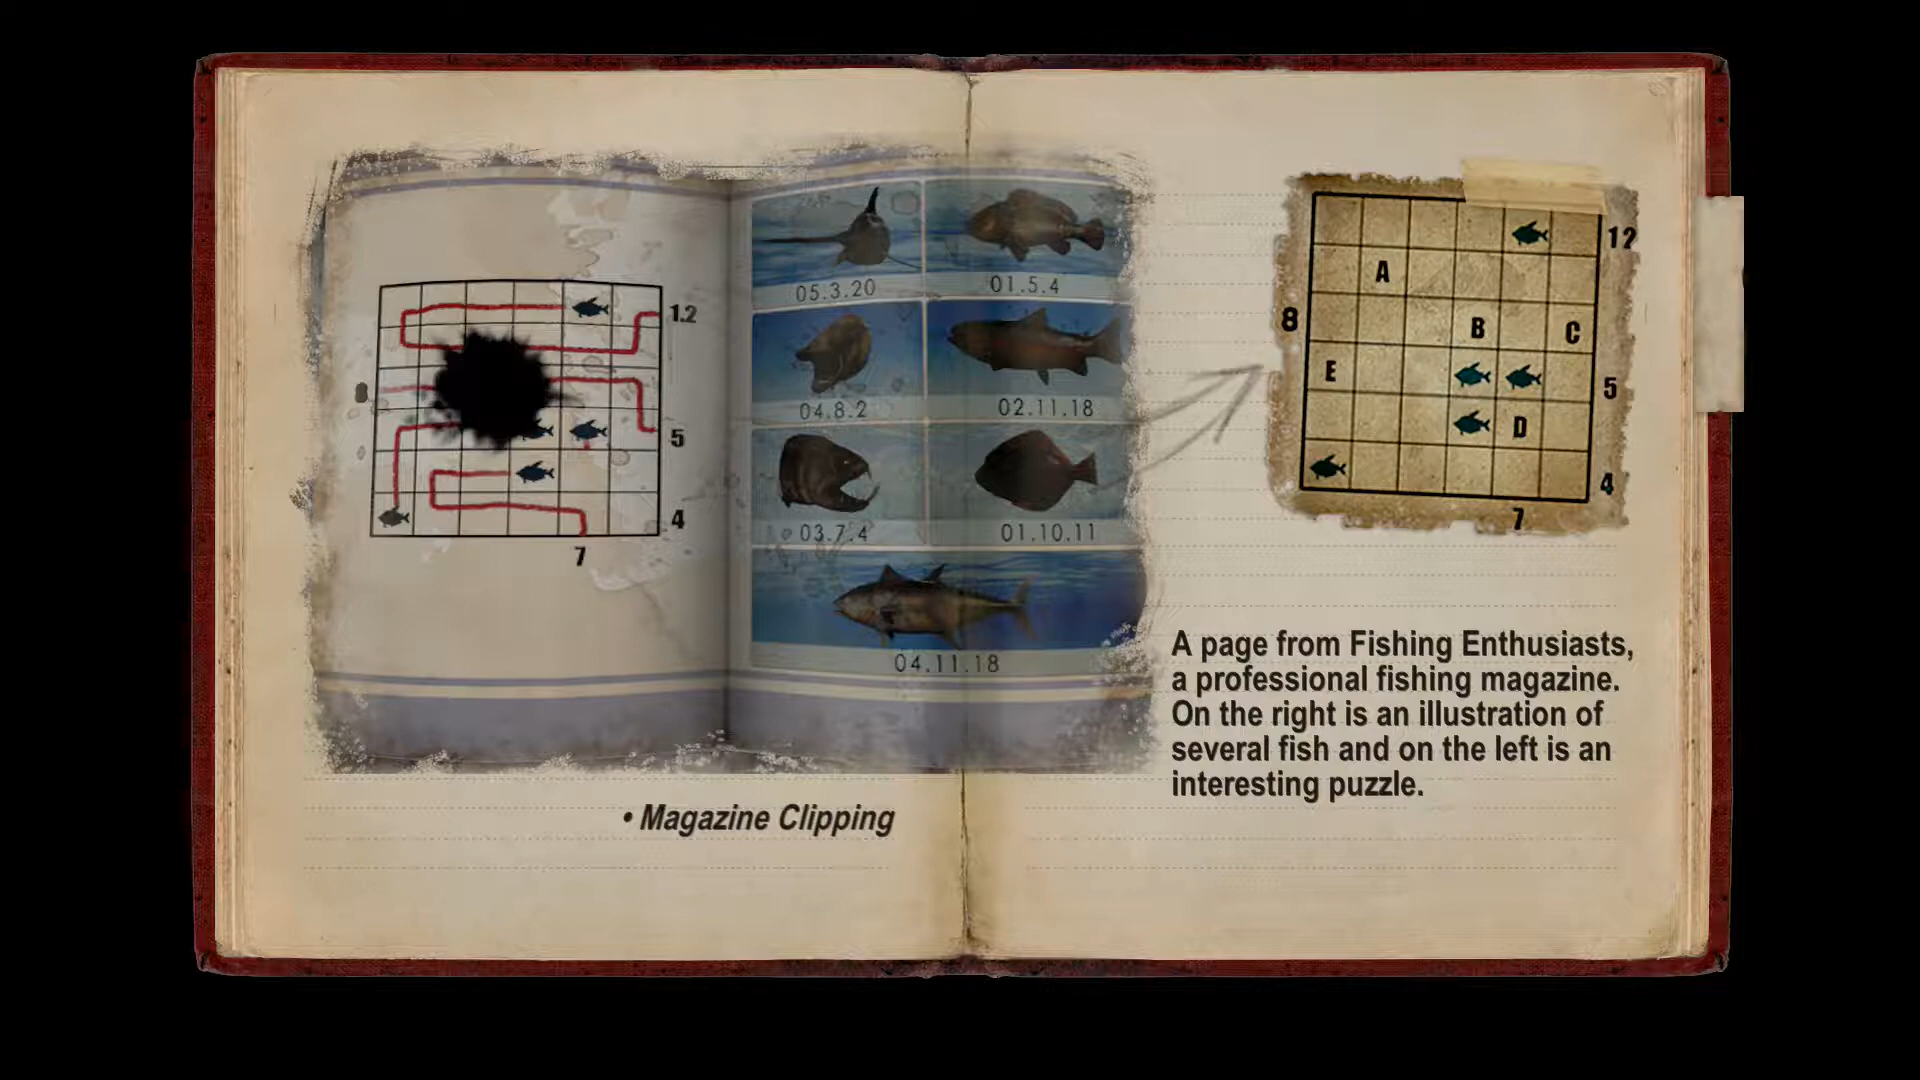 1.2
8
5
4
7
05.3.20
01.5.4
04.8.2
02.11.18
03.7.4
01.10.11
04.11.18
12
A
8
B
C
E
5
D
4
7
A page from Fishing Enthusiasts,
a professional fishing magazine.
On the right is an illustration of
several fish and on the left is an
interesting puzzle.
• Magazine Clipping